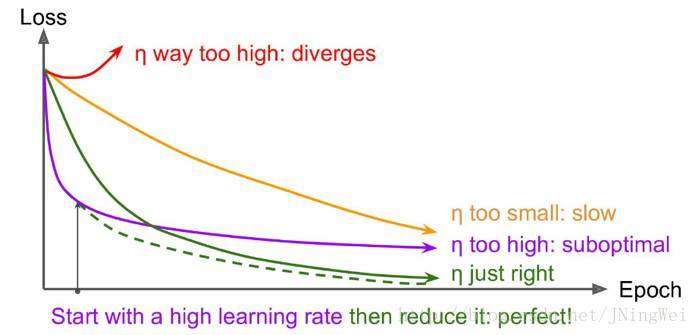 Loss
η way too high: diverges
η too small: slow
η too high: suboptimal
η just right
Epoch
Start with a high learning rate then reduce it: perfect!